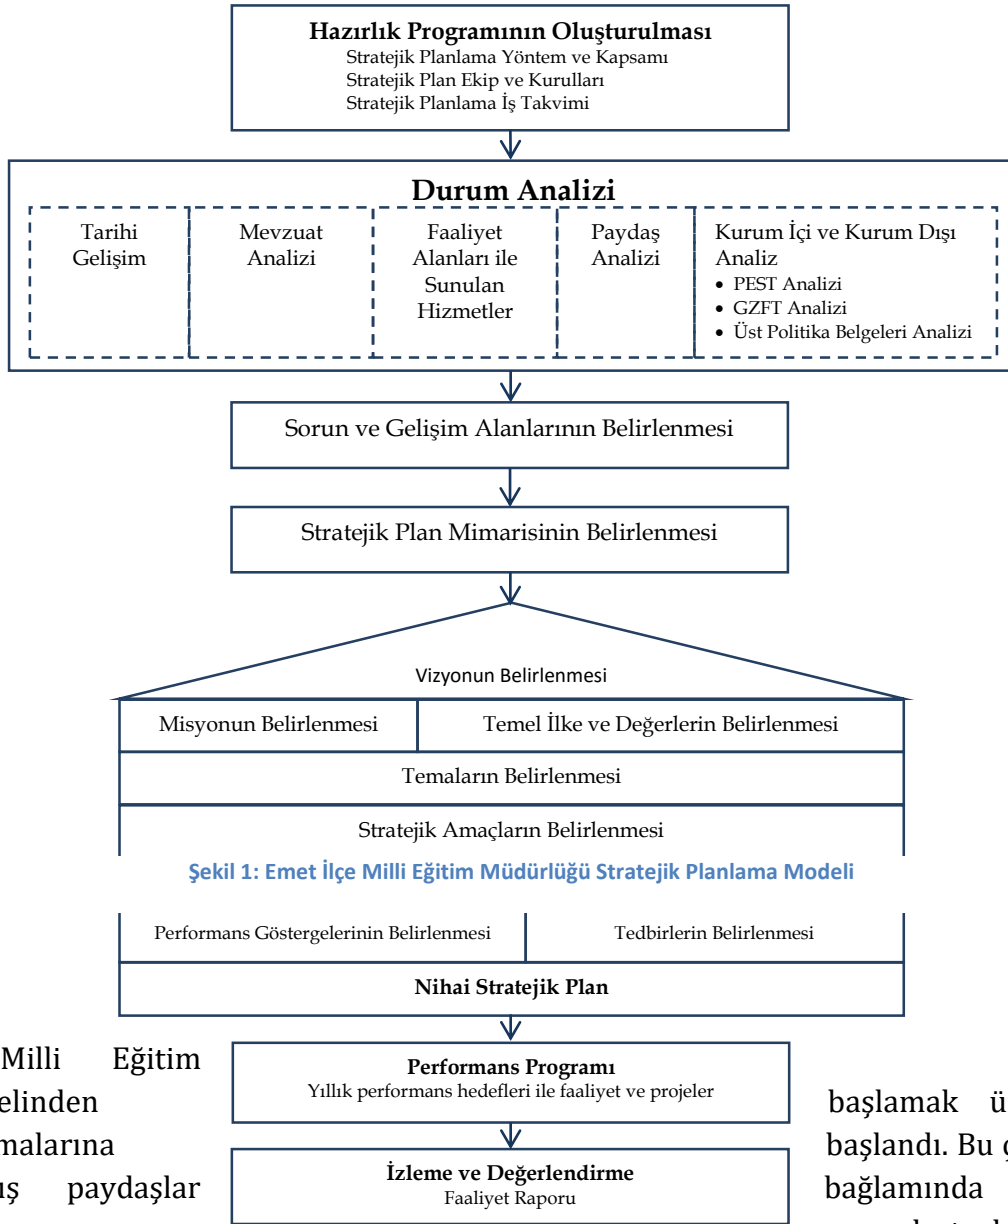 Hazırlık Programının Oluşturulması
Stratejik Planlama Yöntem ve Kapsamı
Stratejik Plan Ekip ve Kurulları
Stratejik Planlama İş Takvimi
Durum Analizi
Tarihi
Gelişim
Mevzuat
Analizi
Faaliyet
Alanları ile
Sunulan
Hizmetler
Paydaş
Analizi
Kurum İçi ve Kurum Dışı
Analiz
• PEST Analizi
• GZFT Analizi
• Üst Politika Belgeleri Analizi
Sorun ve Gelişim Alanlarının Belirlenmesi
Stratejik Plan Mimarisinin Belirlenmesi
Vizyonun Belirlenmesi
Misyonun Belirlenmesi
Temel İlke ve Değerlerin Belirlenmesi
Temaların Belirlenmesi
Stratejik Amaçların Belirlenmesi
Şekil 1: Emet İlçe Milli Eğitim Müdürlüğü Stratejik Planlama Modeli
Performans Göstergelerinin Belirlenmesi
Tedbirlerin Belirlenmesi
Nihai Stratejik Plan
Performans Programı
Yıllık performans hedefleri ile faaliyet ve projeler
İzleme ve Değerlendirme
Faaliyet Raporu
Milli Eğitim
elinden
malarına
ış paydaşlar
başlamak ü
başlandı. Bu
bağlamında